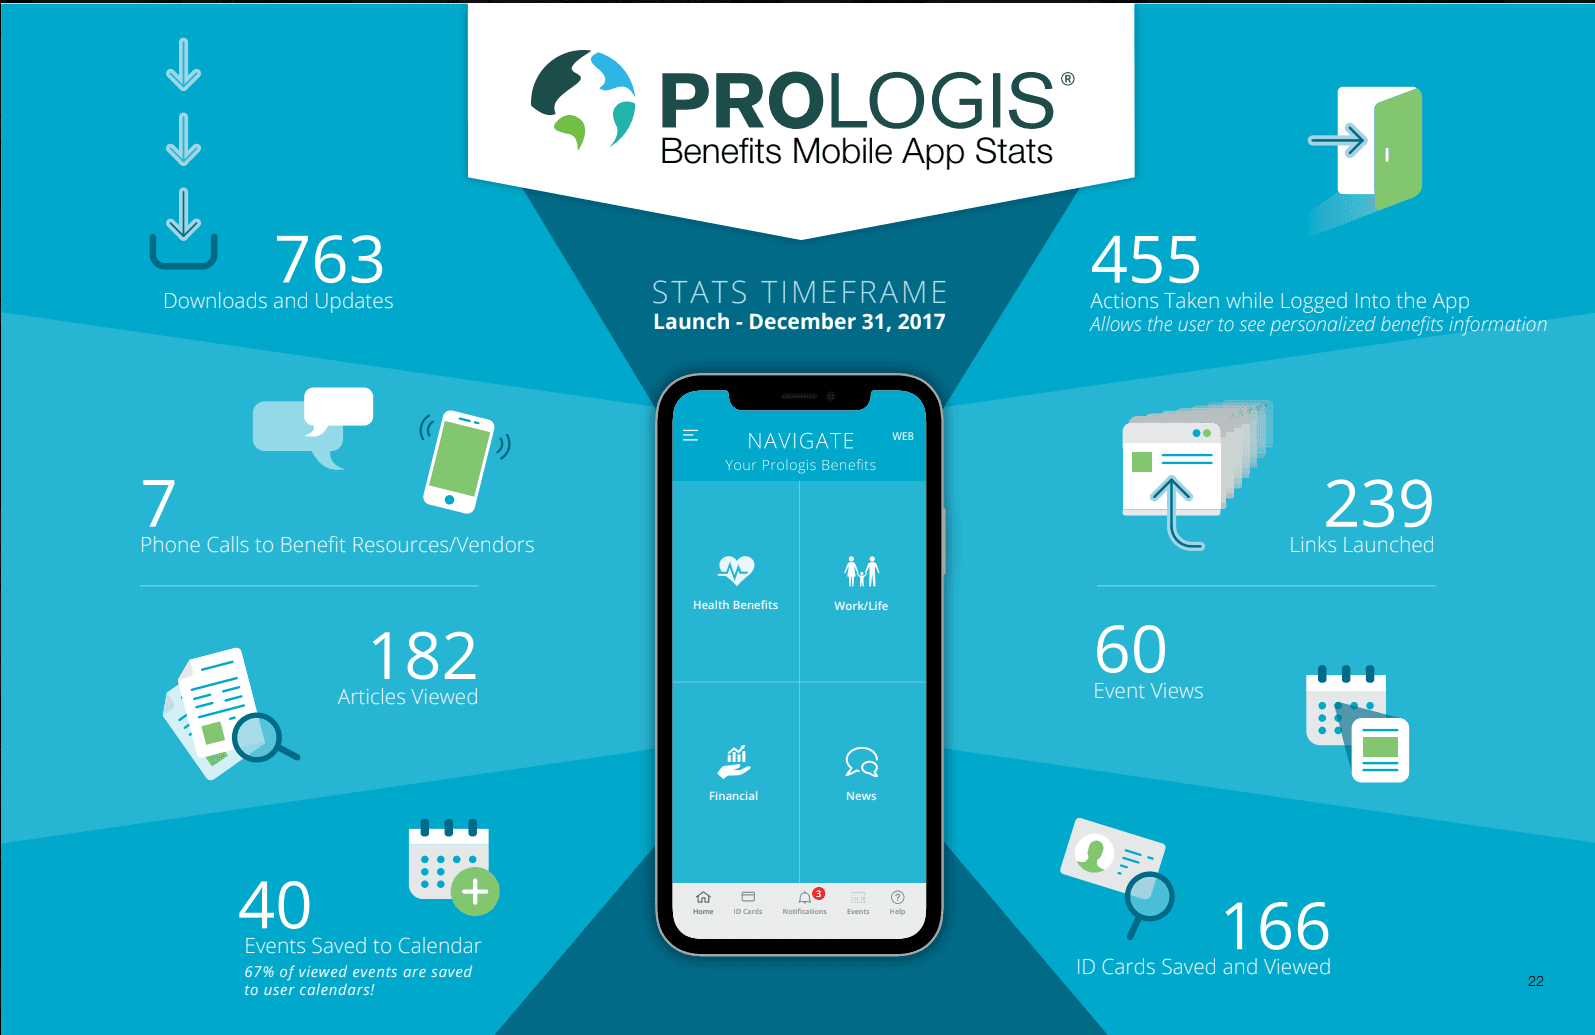 PROLOGIS®
Benefits Mobile App Stats
STATS TIMEFRAME
Launch - December 31, 2017
763
Downloads and Updates
455
Actions Taken while Logged Into the App
Allows the user to see personalized benefits information
7
Phone Calls to Benefit Resources/Vendors
239
Links Launched
182
Articles Viewed
60
Event Views
40
Events Saved to Calendar
67% of viewed events are saved
to user calendars!
166
ID Cards Saved and Viewed
NAVIGATE
WEB
Your Prologis Benefits
Health Benefits
Work/Life
Financial
News
3
Home
ID Cards
Notifications
Events
Help
22